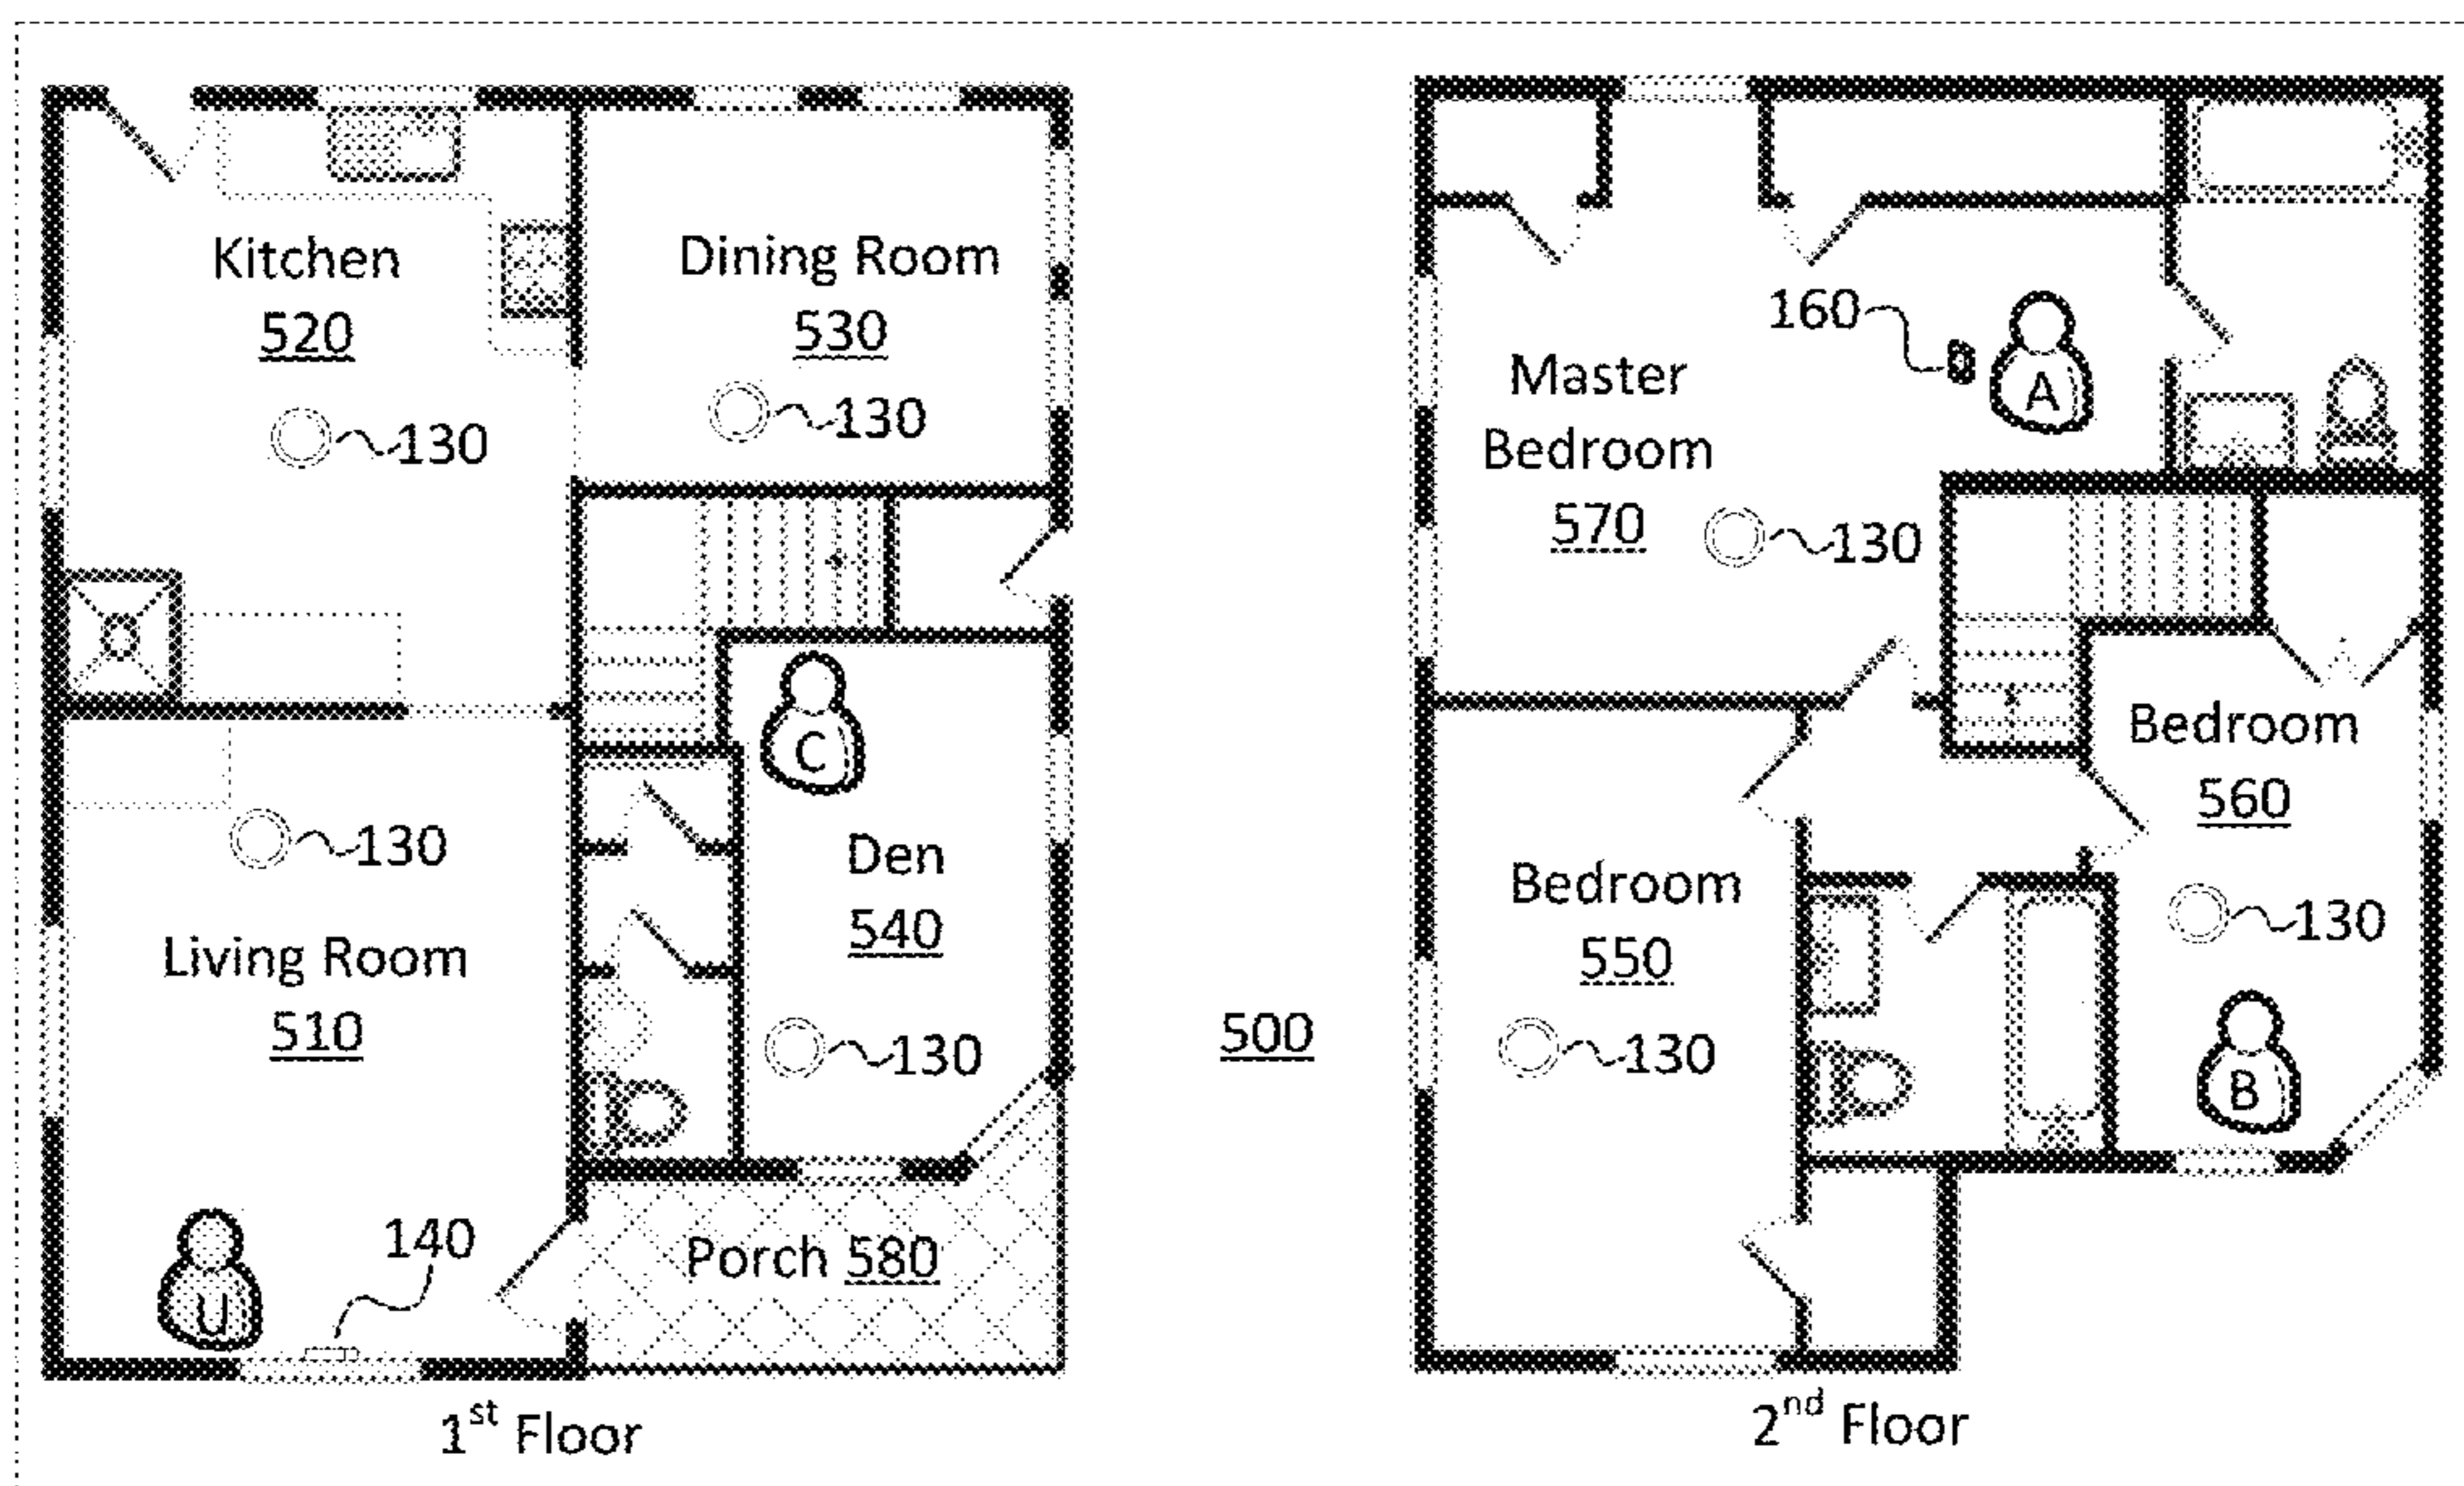 Kitchen
520
130
Dining Room
530
130
130
Living Room
510
C
Den
540
130
U
140
Porch 580
1st Floor
500
160
A
Master
Bedroom
570
130
Bedroom
560
130
Bedroom
550
130
B
2nd Floor